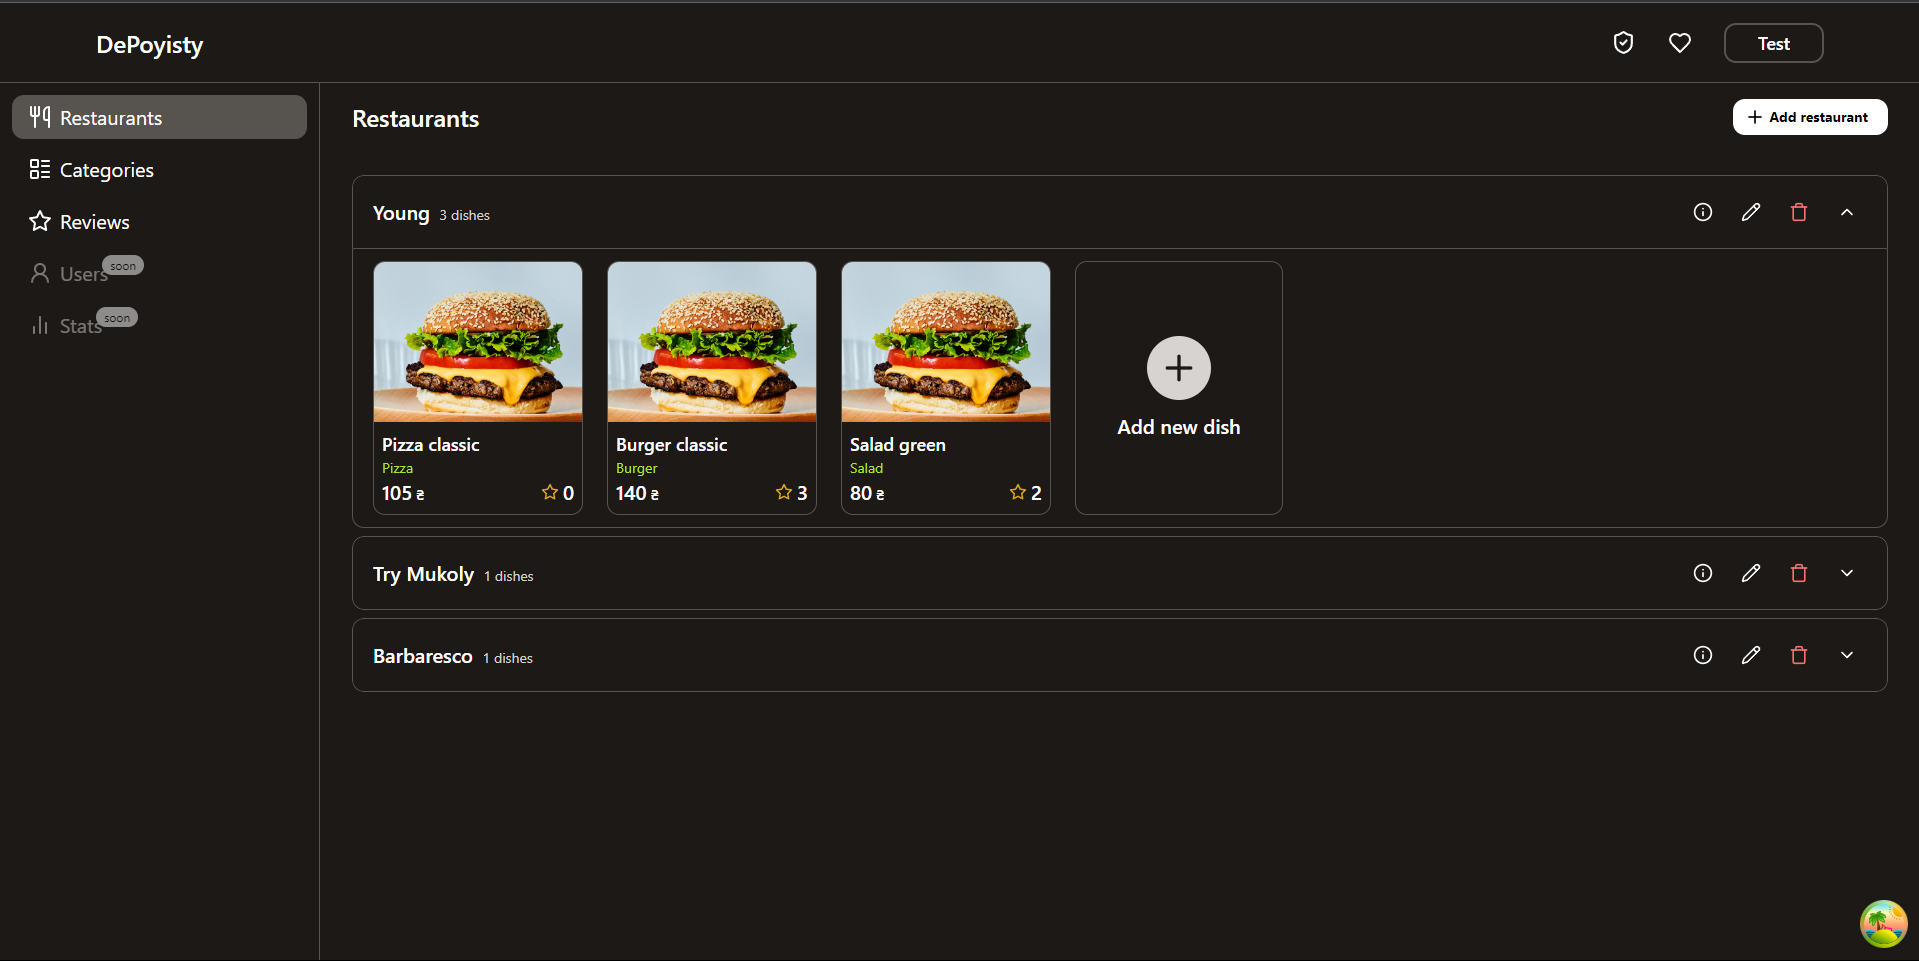 DePoyisty
Test
Restaurants
Categories
Reviews
Users soon
Stats soon
Restaurants
Add restaurant
Young 3 dishes
Pizza classic
Pizza
105 ₴
0
Burger classic
Burger
140 ₴
3
Salad green
Salad
80 ₴
2
Add new dish
Try Mukoly 1 dishes
Barbaresco 1 dishes